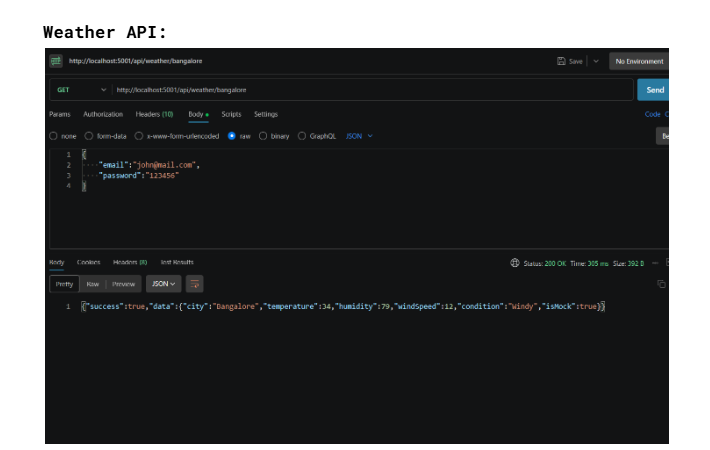 Weather API:
http://localhost:5001/api/weather/bangalore
Save
No Environment
GET http://localhost:5001/api/weather/bangalore
Send
Params Authorization Headers (10) Body Scripts Settings
Code
none form-data x-www-form-urlencoded raw binary GraphQL JSON
Be
1 {
2 "email":"john@mail.com",
3 "password":"123456"
4 }
Body Cookies Headers (8) Test Results
Status: 200 OK Time: 305 ms Size: 392 B
Pretty Raw Preview JSON
1 {"success":true,"data":{"city":"Bangalore","temperature":34,"humidity":79,"windSpeed":12,"condition":"Windy","isMock":true}}